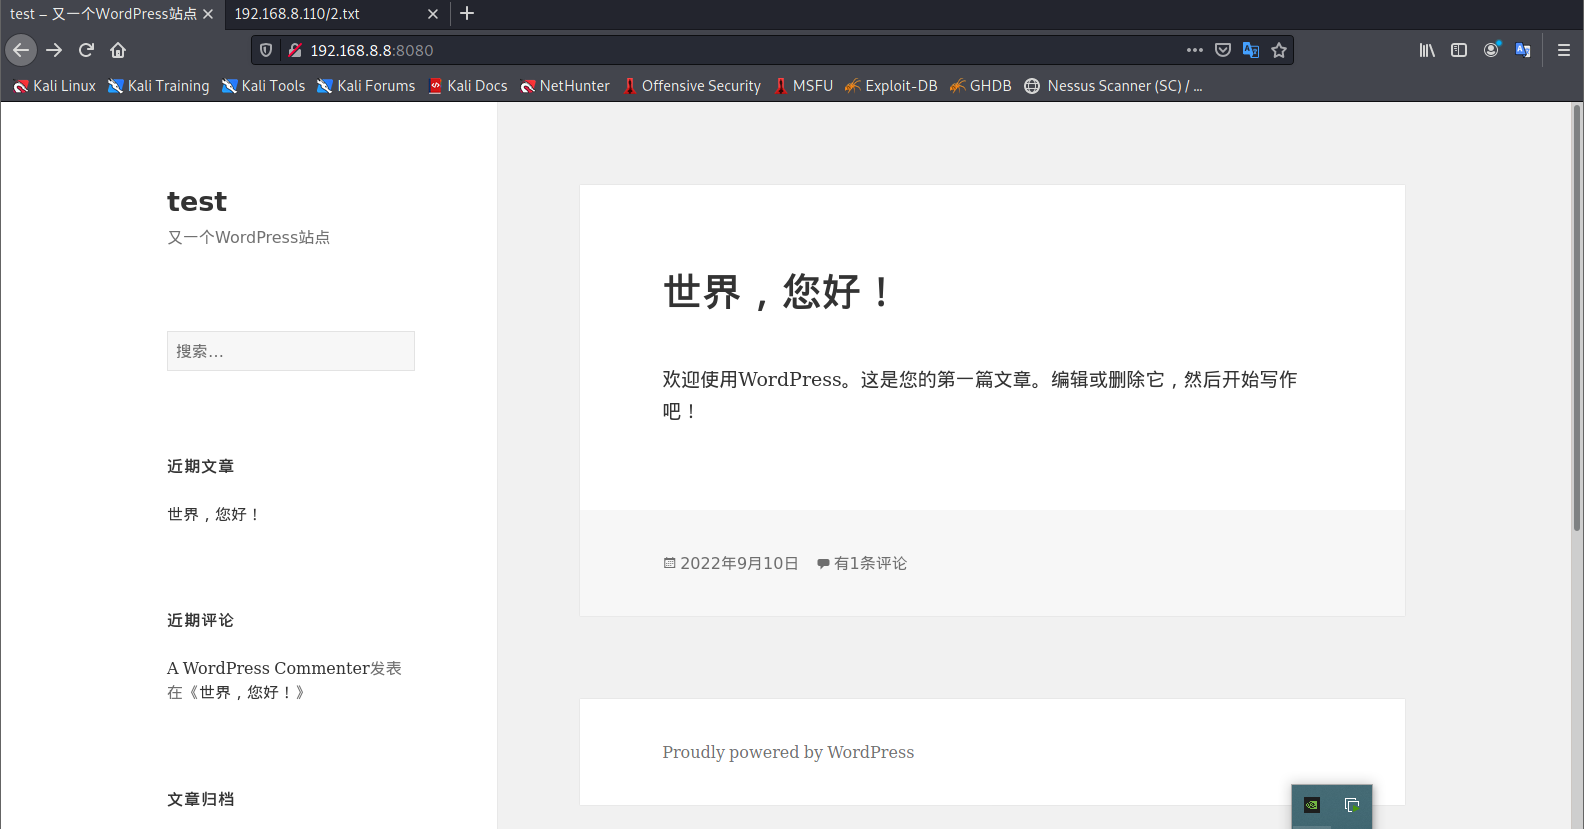 test – 又一个WordPress站点
192.168.8.110/2.txt
192.168.8.8:8080
Kali Linux
Kali Training
Kali Tools
Kali Forums
Kali Docs
NetHunter
Offensive Security
MSFU
Exploit-DB
GHDB
Nessus Scanner (SC) / ...
test
又一个WordPress站点
搜索…
近期文章
世界，您好！
近期评论
A WordPress Commenter发表
在《世界，您好！》
文章归档
世界，您好！
欢迎使用WordPress。这是您的第一篇文章。编辑或删除它，然后开始写作
吧！
2022年9月10日
有1条评论
Proudly powered by WordPress